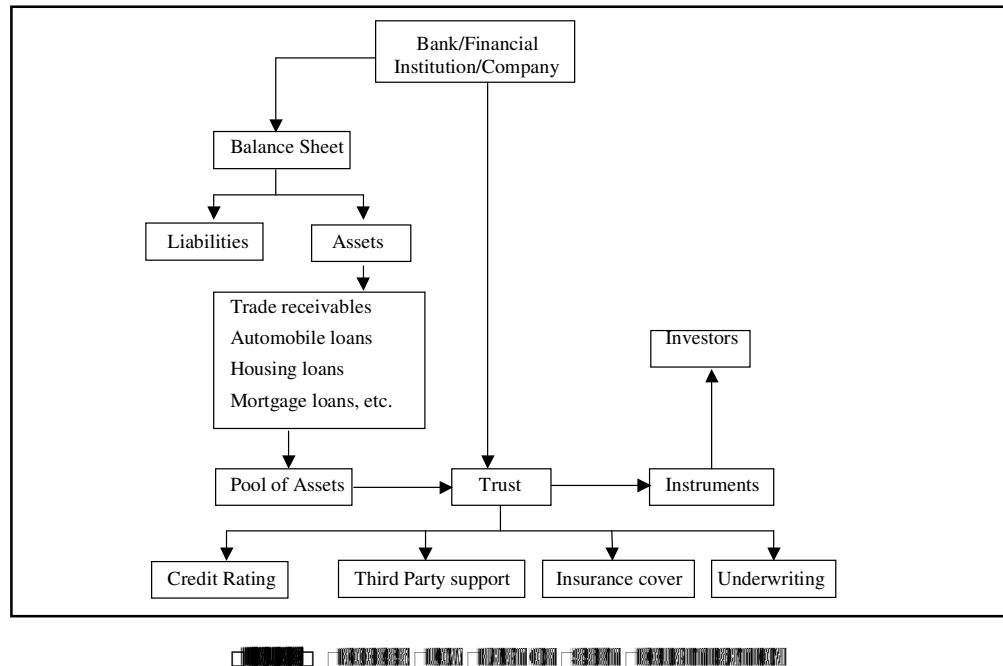 Bank/Financial
Institution/Company
Balance Sheet
Liabilities
Assets
Trade receivables
Automobile loans
Housing loans
Mortgage loans, etc.
Investors
Pool of Assets
Trust
Instruments
Credit Rating
Third Party support
Insurance cover
Underwriting